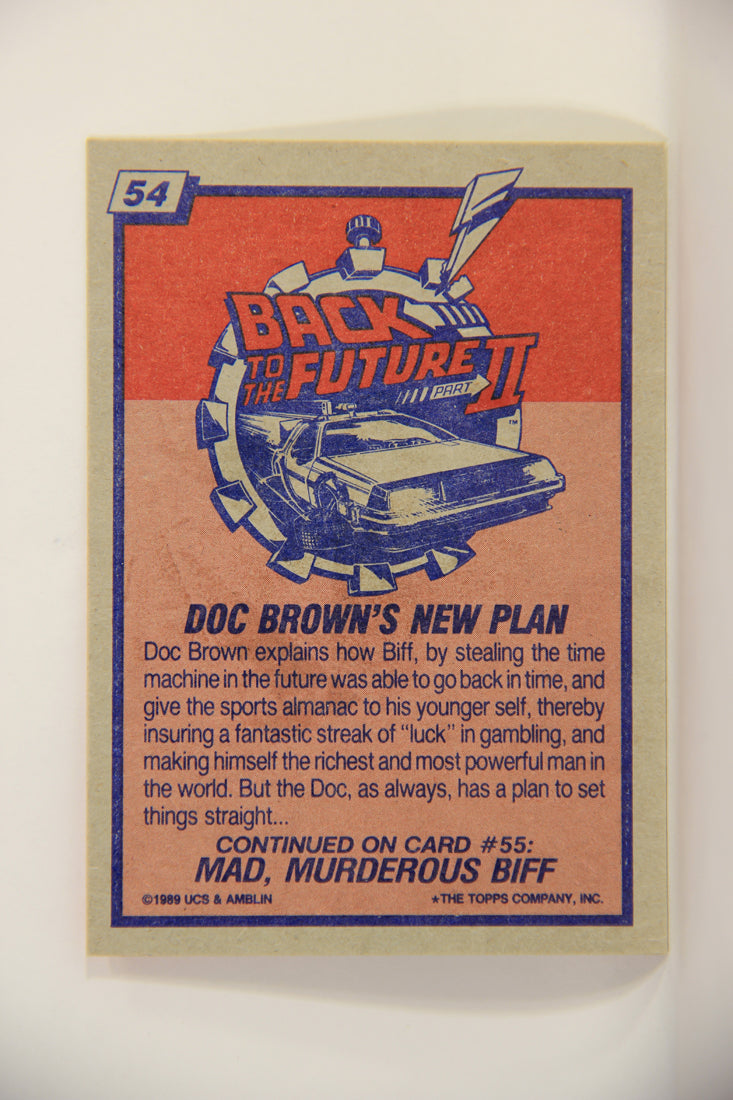 54
BACK
TO THE FUTURE II
PART
™
DOC BROWN'S NEW PLAN
Doc Brown explains how Biff, by stealing the time
machine in the future was able to go back in time, and
give the sports almanac to his younger self, thereby
insuring a fantastic streak of "luck" in gambling, and
making himself the richest and most powerful man in
the world. But the Doc, as always, has a plan to set
things straight...
CONTINUED ON CARD #55:
MAD, MURDEROUS BIFF
©1989 UCS & AMBLIN
★THE TOPPS COMPANY, INC.